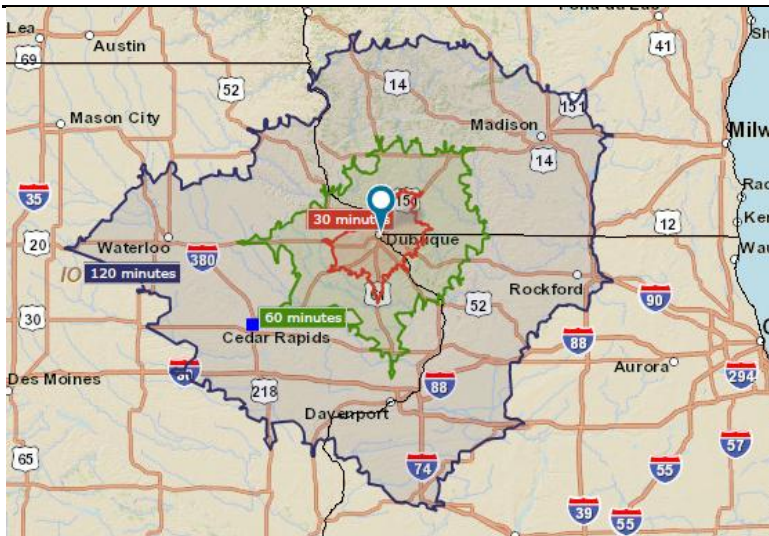 Lea
Austin
69
52
14
41
Sh
Mason City
151
Madison
14
Milw
35
30 minutes
151
Rac
Ken
12
20
Waterloo
380
Dubuque
Wau
IO
120 minutes
61
52
Rockford
90
30
60 minutes
Cedar Rapids
88
C
Des Moines
80
88
Aurora
294
218
Davenport
74
57
65
55
39
55